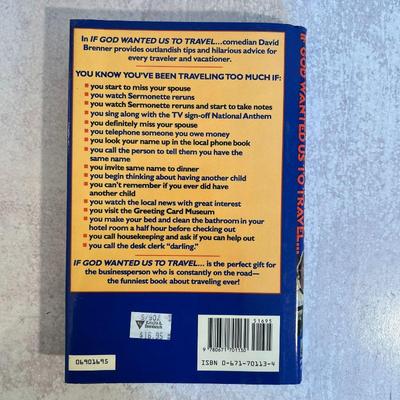 In IF GOD WANTED US TO TRAVEL...comedian David
Brenner provides outlandish tips and hilarious advice for
every traveler and vacationer.
YOU KNOW YOU'VE BEEN TRAVELING TOO MUCH IF:
you start to miss your spouse
you watch Sermonette reruns
you watch Sermonette reruns and start to take notes
you sing along with the TV sign-off National Anthem
you definitely miss your spouse
you telephone someone you owe money
you look your name up in the local phone book
you call the person to tell them you have the
same name
you invite same name to dinner
you begin thinking about having another child
you can't remember if you ever did have
another child
you watch the local news with great interest
you visit the Greeting Card Museum
you make your bed and clean the bathroom in your
hotel room a half hour before checking out
you call housekeeping and ask if you can help out
you call the desk clerk "darling."
IF GOD WANTED US TO TRAVEL... is the perfect gift for
the businessperson who is constantly on the road—
the funniest book about traveling ever!
5/90
$16.95
06901695
51695
9 780671 701130
ISBN 0-671-70113-4
IF GOD WANTED US TO TRAVEL...